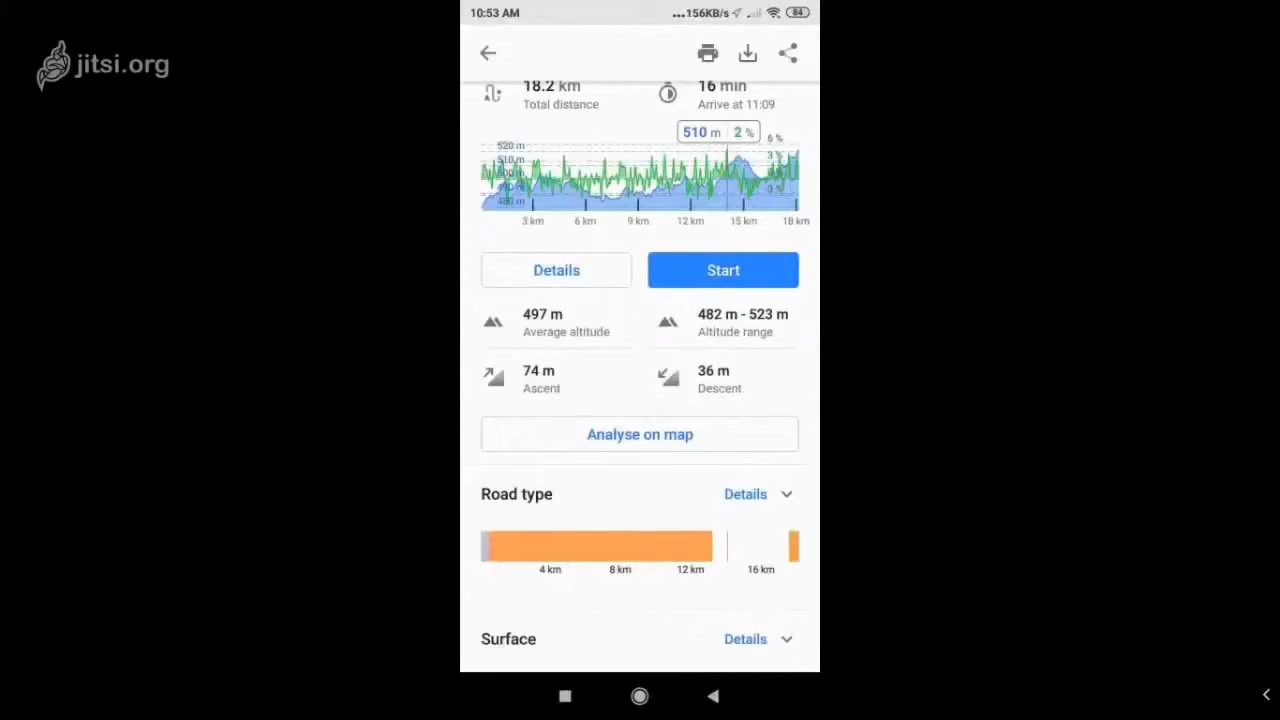 10:53 AM
...156KB/s
84
jitsi.org
18.2 km
16 min
Total distance
Arrive at 11:09
510 m 2 %
6 %
520 m
3 %
510 m
480 m
3 km 6 km 9 km 12 km 15 km 18 km
Details
Start
497 m
482 m - 523 m
Average altitude
Altitude range
74 m
36 m
Ascent
Descent
Analyse on map
Road type
Details
4 km 8 km 12 km 16 km
Surface
Details